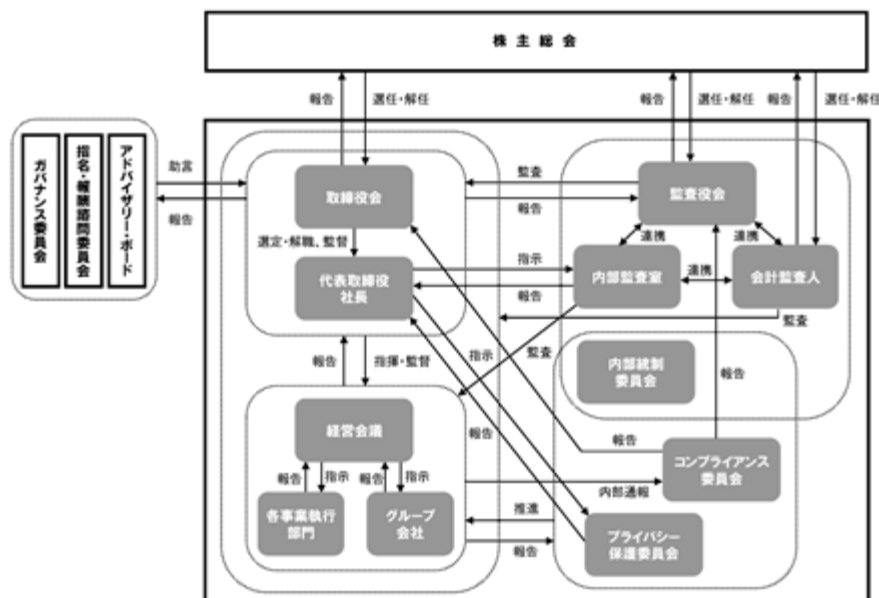 株主総会
報告
選任・解任
報告
選任・解任
報告
選任・解任
ガバナンス委員会
指名・報酬諮問委員会
アドバイザリー・ボード
助言
報告
取締役会
選定・解職、監督
代表取締役
社長
監査
報告
監査役会
連携
連携
指示
報告
内部監査室
連携
会計監査人
監査
報告
指揮・監督
指示
監査
内部統制
委員会
報告
経営会議
報告
指示
報告
指示
各事業執行
部門
グループ
会社
報告
報告
内部通報
コンプライアンス
委員会
推進
報告
プライバシー
保護委員会